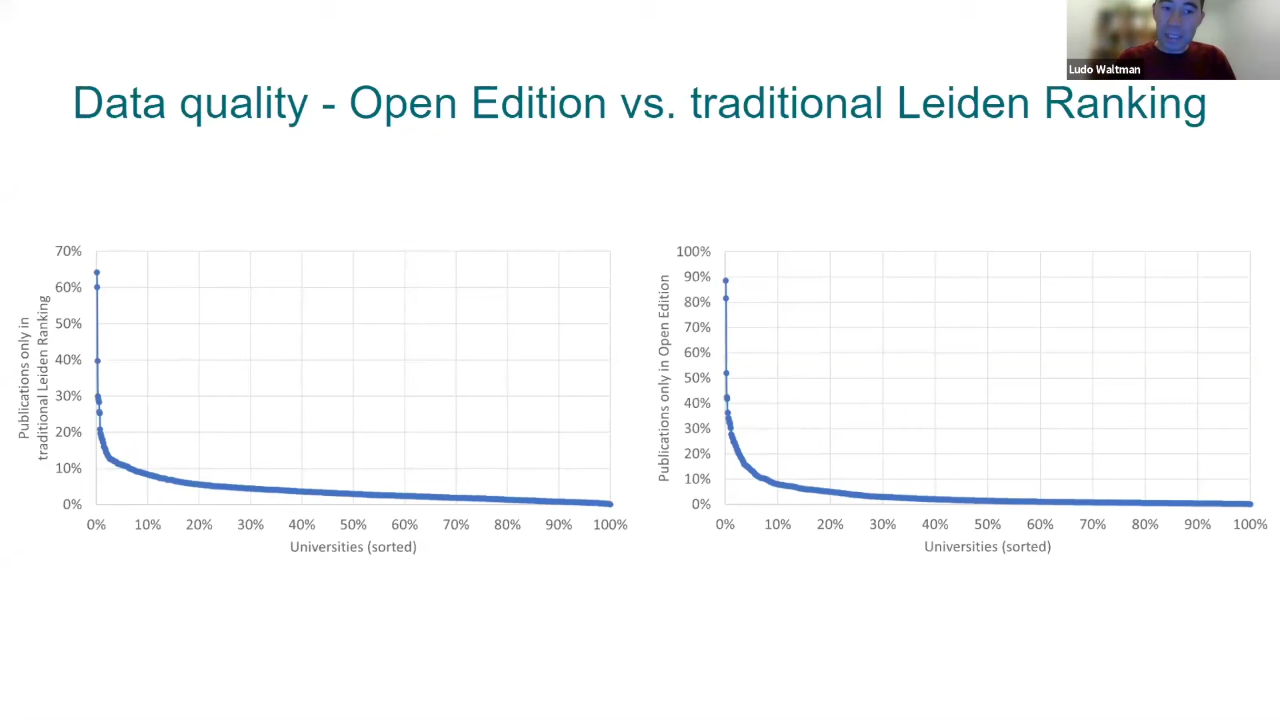 Ludo Waltman
Data quality - Open Edition vs. traditional Leiden Ranking
Publications only in
traditional Leiden Ranking
70%
60%
50%
40%
30%
20%
10%
0%
0% 10% 20% 30% 40% 50% 60% 70% 80% 90% 100%
Universities (sorted)
Publications only in Open Edition
100%
90%
80%
70%
60%
50%
40%
30%
20%
10%
0%
0% 10% 20% 30% 40% 50% 60% 70% 80% 90% 100%
Universities (sorted)